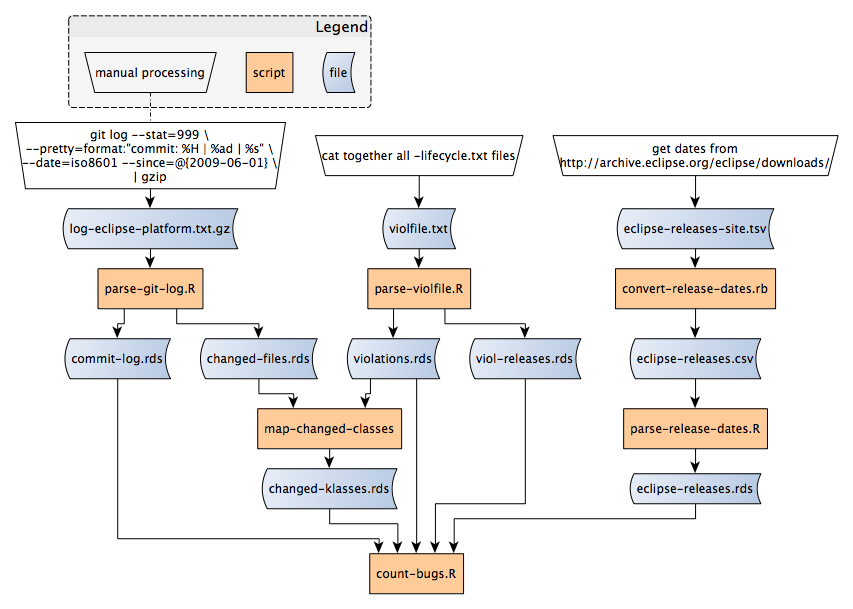 Legend
manual processing
script
file
git log --stat=999 \
--pretty=format:"commit: %H | %ad | %s" \
--date=iso8601 --since=@{2009-06-01} \
| gzip
cat together all -lifecycle.txt files
get dates from
http://archive.eclipse.org/eclipse/downloads/
log-eclipse-platform.txt.gz
violfile.txt
eclipse-releases-site.tsv
parse-git-log.R
parse-violfile.R
convert-release-dates.rb
commit-log.rds
changed-files.rds
violations.rds
viol-releases.rds
eclipse-releases.csv
map-changed-classes
parse-release-dates.R
changed-klasses.rds
eclipse-releases.rds
count-bugs.R